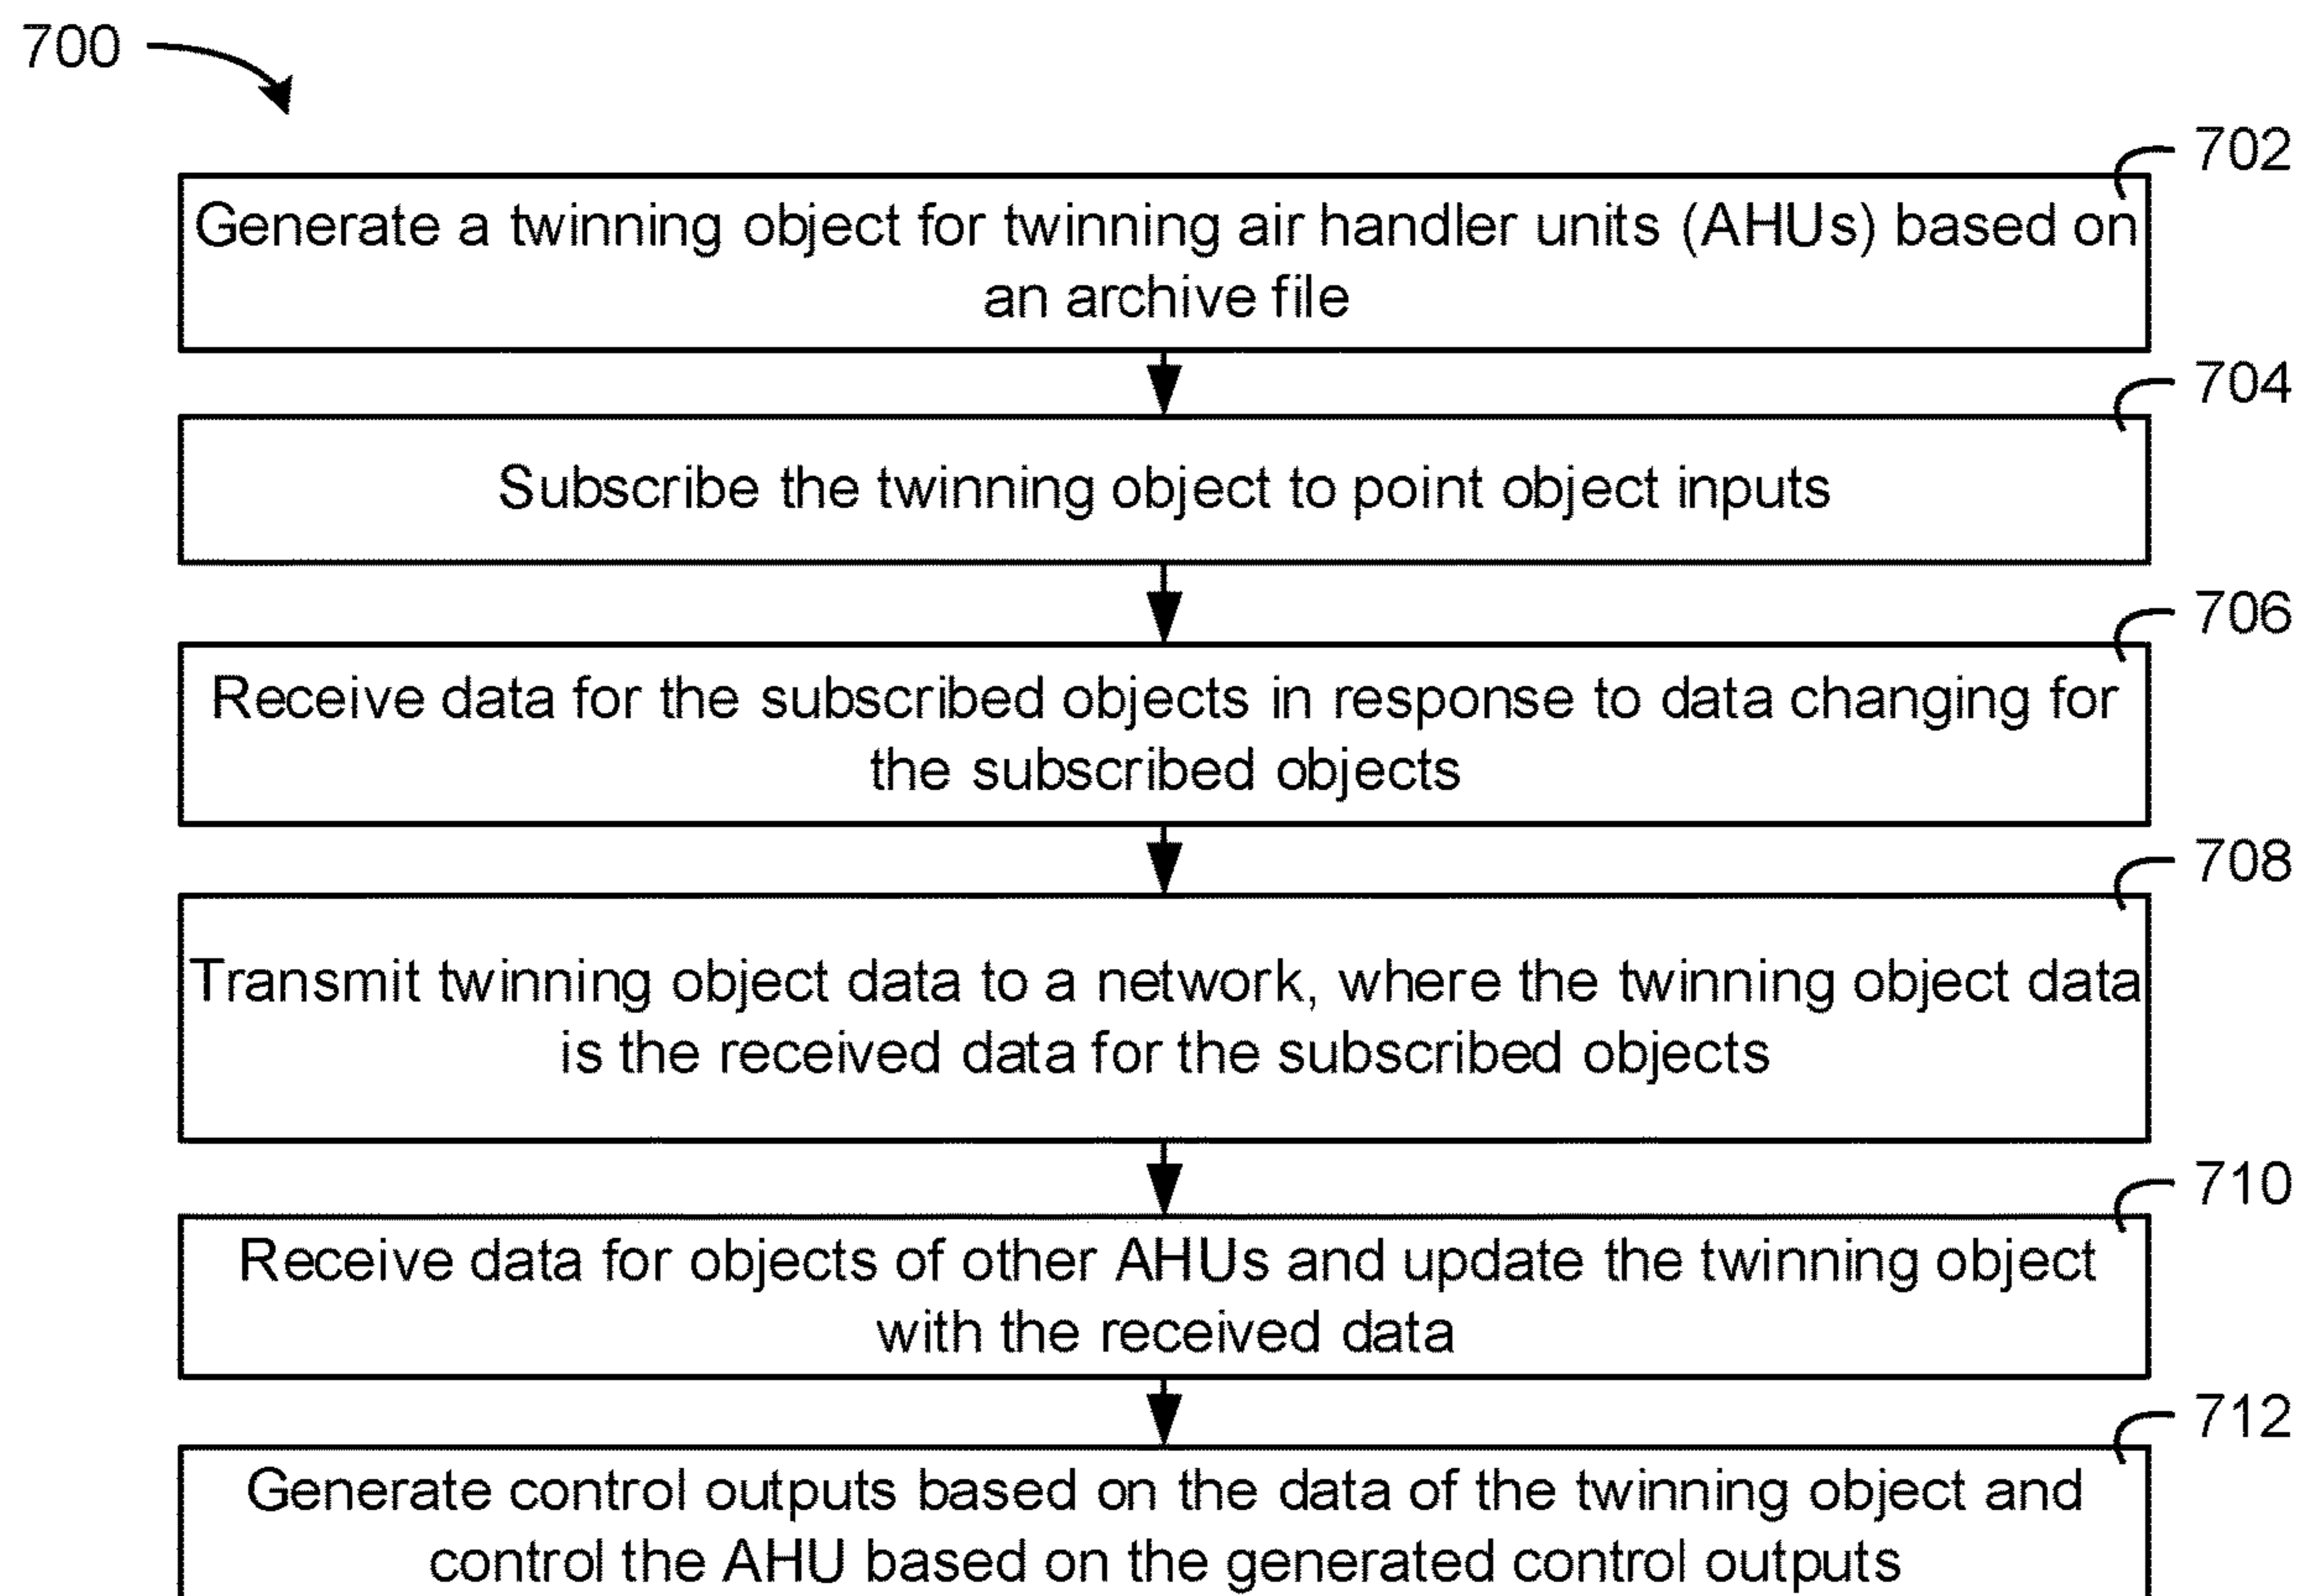 700
702
Generate a twinning object for twinning air handler units (AHUs) based on
an archive file
704
Subscribe the twinning object to point object inputs
706
Receive data for the subscribed objects in response to data changing for
the subscribed objects
708
Transmit twinning object data to a network, where the twinning object data
is the received data for the subscribed objects
710
Receive data for objects of other AHUs and update the twinning object
with the received data
712
Generate control outputs based on the data of the twinning object and
control the AHU based on the generated control outputs